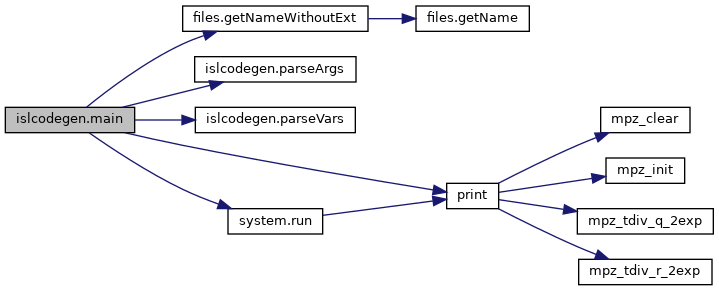 files.getNameWithoutExt
files.getName
islcodegen.parseArgs
islcodegen.main
islcodegen.parseVars
mpz_clear
mpz_init
print
system.run
mpz_tdiv_q_2exp
mpz_tdiv_r_2exp